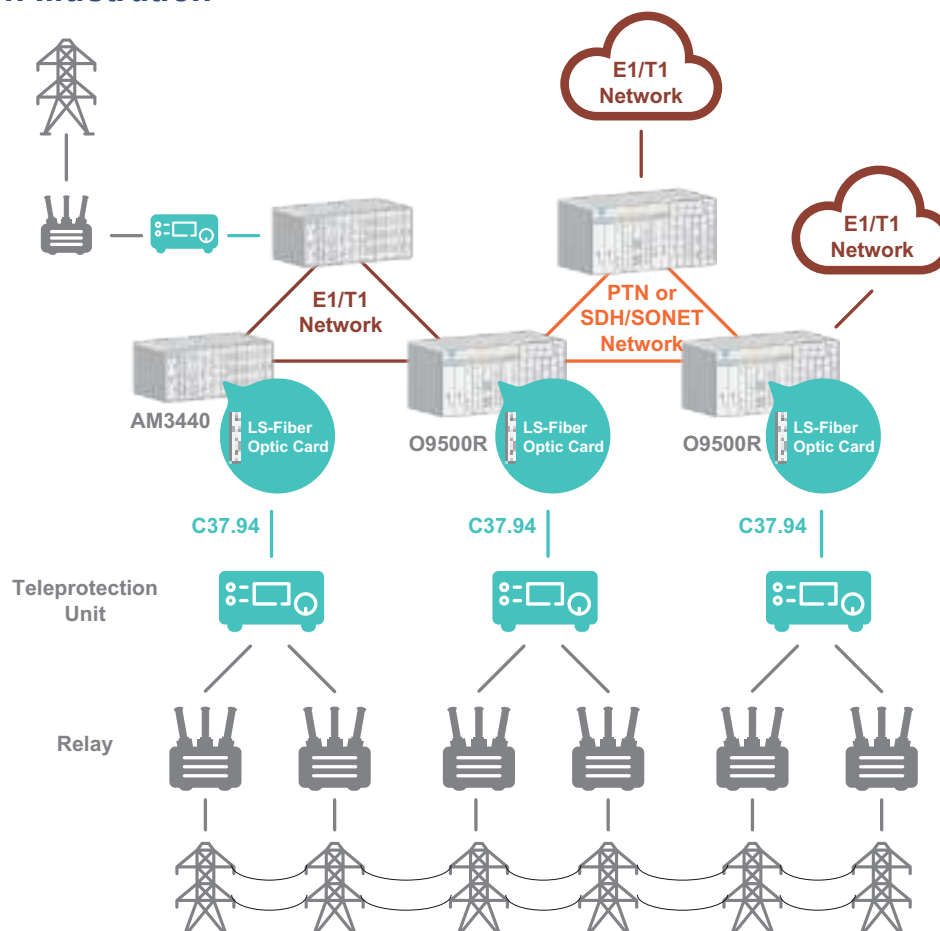 Illustration
E1/T1
Network
E1/T1
Network
E1/T1
Network
PTN or
SDH/SONET
Network
AM3440
LS-Fiber
Optic Card
O9500R
LS-Fiber
Optic Card
O9500R
LS-Fiber
Optic Card
C37.94
C37.94
C37.94
Teleprotection
Unit
Relay